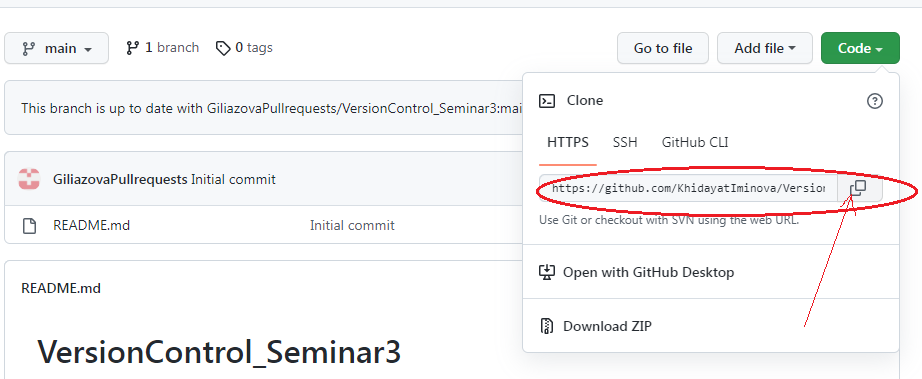 main 1 branch 0 tags Go to file Add file Code
This branch is up to date with GiliazovaPullrequests/VersionControl_Seminar3:mai
Clone
HTTPS SSH GitHub CLI
GiliazovaPullrequests Initial commit
https://github.com/KhidayatIminova/Version
README.md Initial commit
Use Git or checkout with SVN using the web URL.
Open with GitHub Desktop
README.md
Download ZIP
VersionControl_Seminar3